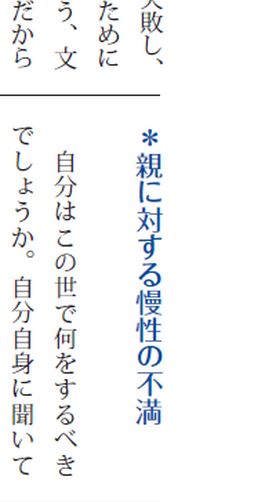 敗し、
ために
う、文
だから
＊親に対する慢性の不満
自分はこの世で何をするべき
でしょうか。自分自身に聞いて